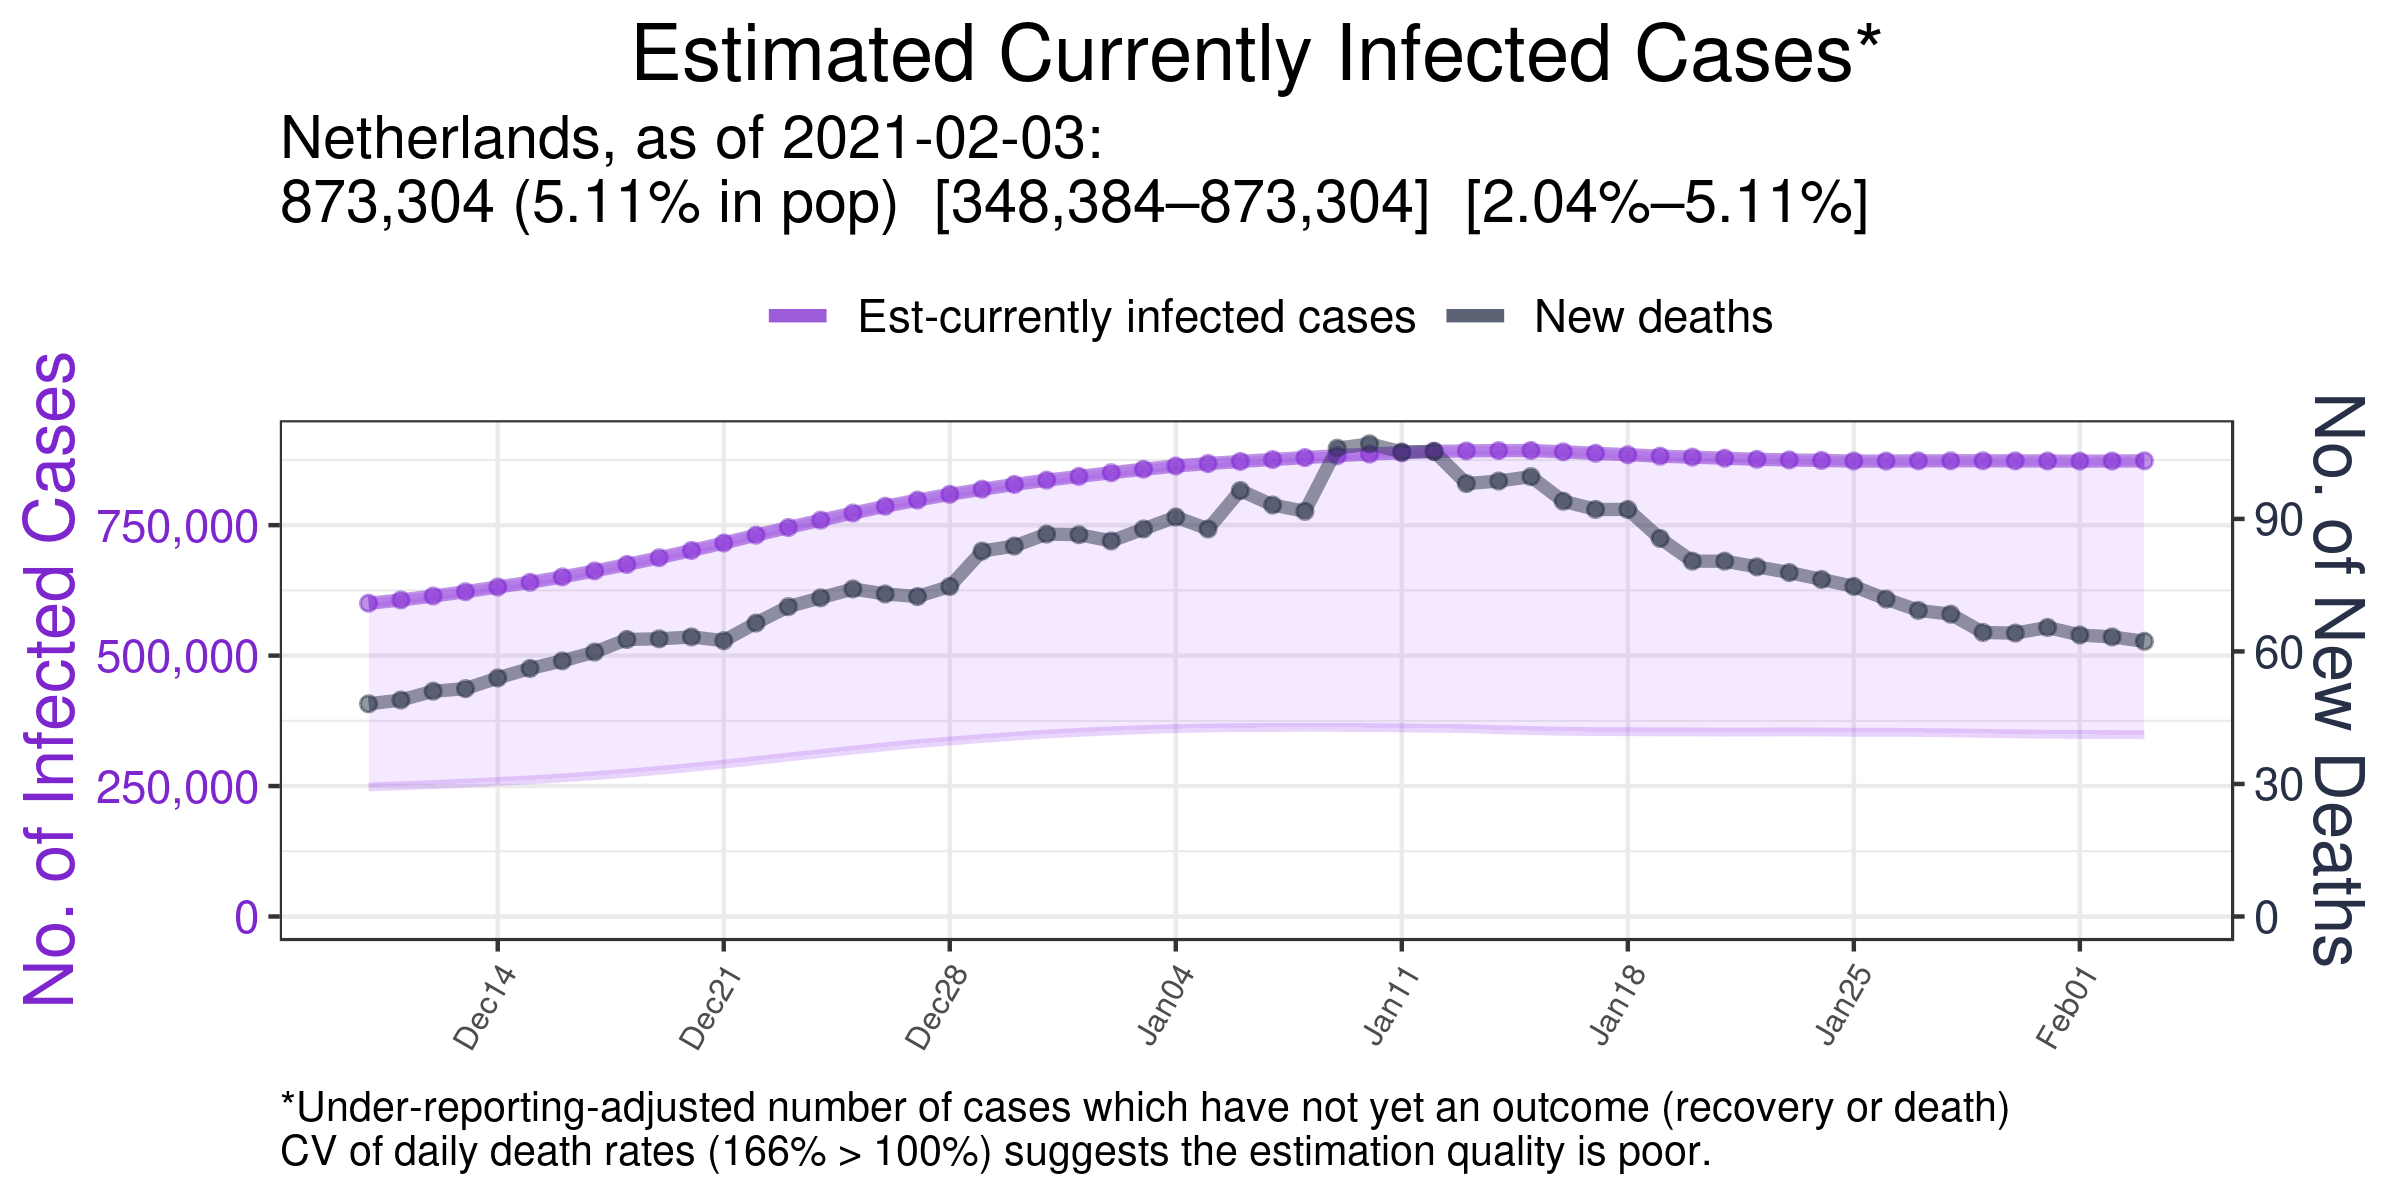 Estimated Currently Infected Cases*
Netherlands, as of 2021-02-03:
873,304 (5.11% in pop)  [348,384–873,304]  [2.04%–5.11%]
Est-currently infected cases
New deaths
No. of Infected Cases
750,000
500,000
250,000
0
90
60
30
0
No. of New Deaths
Dec14
Dec21
Dec28
Jan04
Jan11
Jan18
Jan25
Feb01
*Under-reporting-adjusted number of cases which have not yet an outcome (recovery or death)
CV of daily death rates (166% > 100%) suggests the estimation quality is poor.